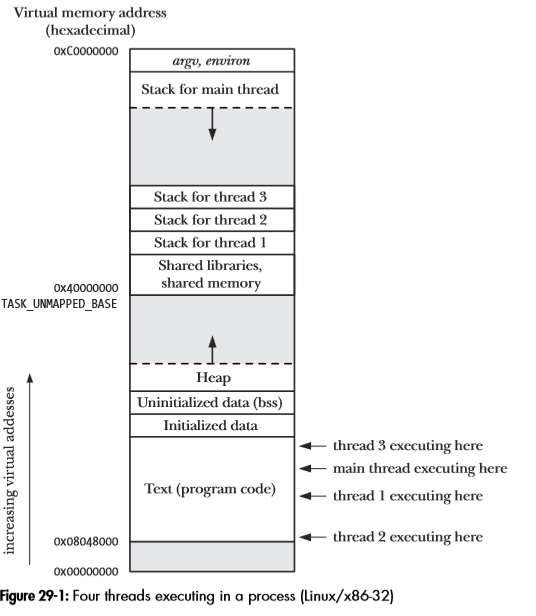 Virtual memory address
(hexadecimal)
0xC0000000
argv, environ
Stack for main thread
Stack for thread 3
Stack for thread 2
Stack for thread 1
Shared libraries,
shared memory
0x40000000
TASK_UNMAPPED_BASE
Heap
Uninitialized data (bss)
Initialized data
thread 3 executing here
main thread executing here
Text (program code)
thread 1 executing here
thread 2 executing here
0x08048000
0x00000000
increasing virtual addesses
Figure 29-1: Four threads executing in a process (Linux/x86-32)